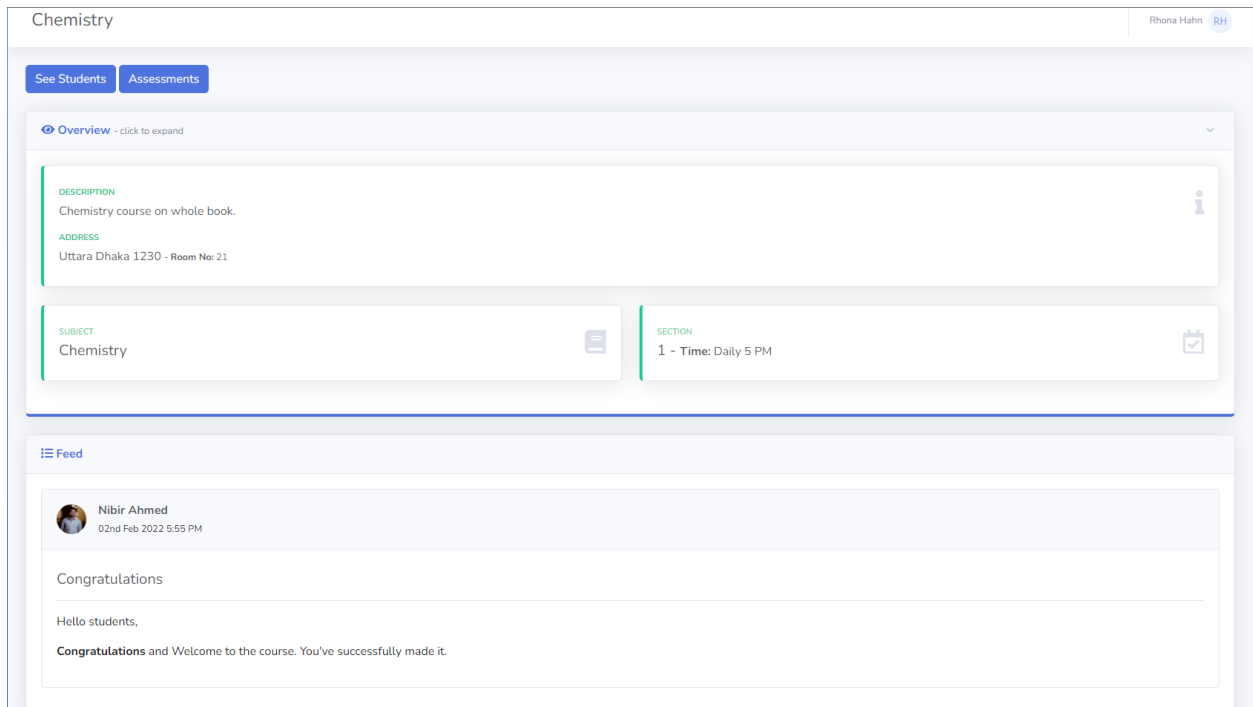 Chemistry
Rhona Hahn RH
See Students Assessments
Overview - click to expand
DESCRIPTION
Chemistry course on whole book.
ADDRESS
Uttara Dhaka 1230 - Room No: 21
SUBJECT
Chemistry
SECTION
1 - Time: Daily 5 PM
Feed
Nibir Ahmed
02nd Feb 2022 5:55 PM
Congratulations
Hello students,
Congratulations and Welcome to the course. You've successfully made it.